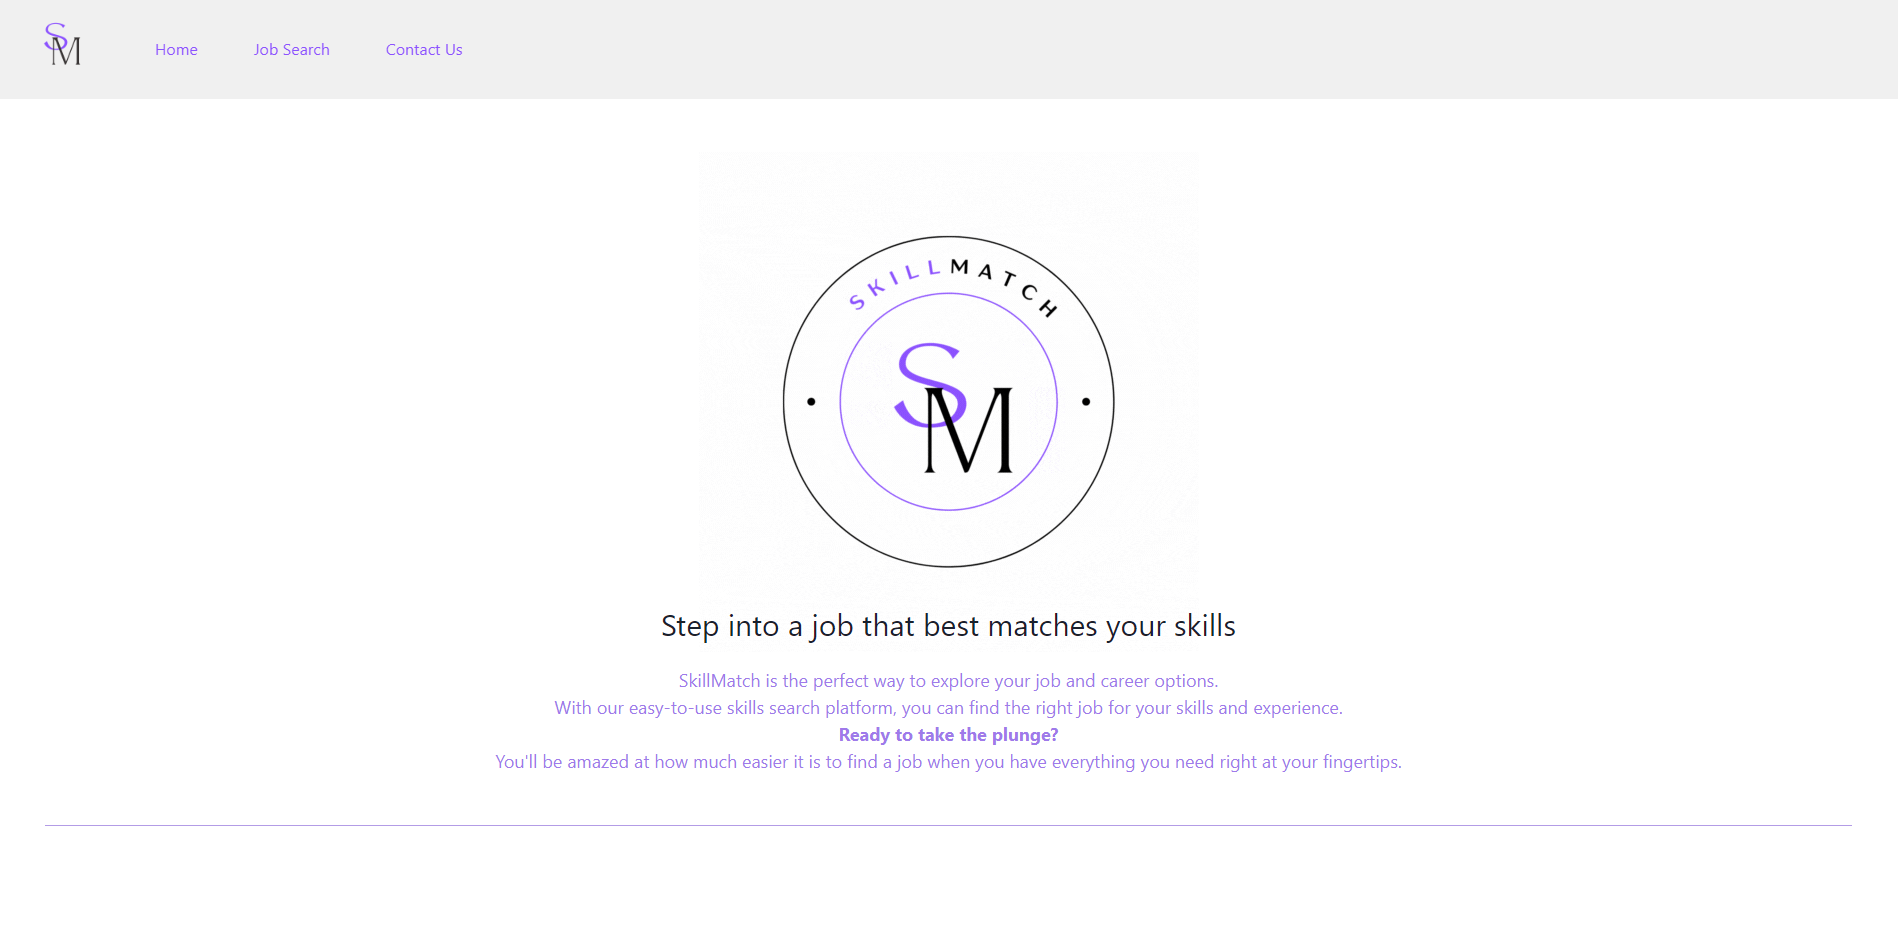 SM
Home
Job Search
Contact Us
SKILLMATCH
SM
Step into a job that best matches your skills
SkillMatch is the perfect way to explore your job and career options.
With our easy-to-use skills search platform, you can find the right job for your skills and experience.
Ready to take the plunge?
You'll be amazed at how much easier it is to find a job when you have everything you need right at your fingertips.